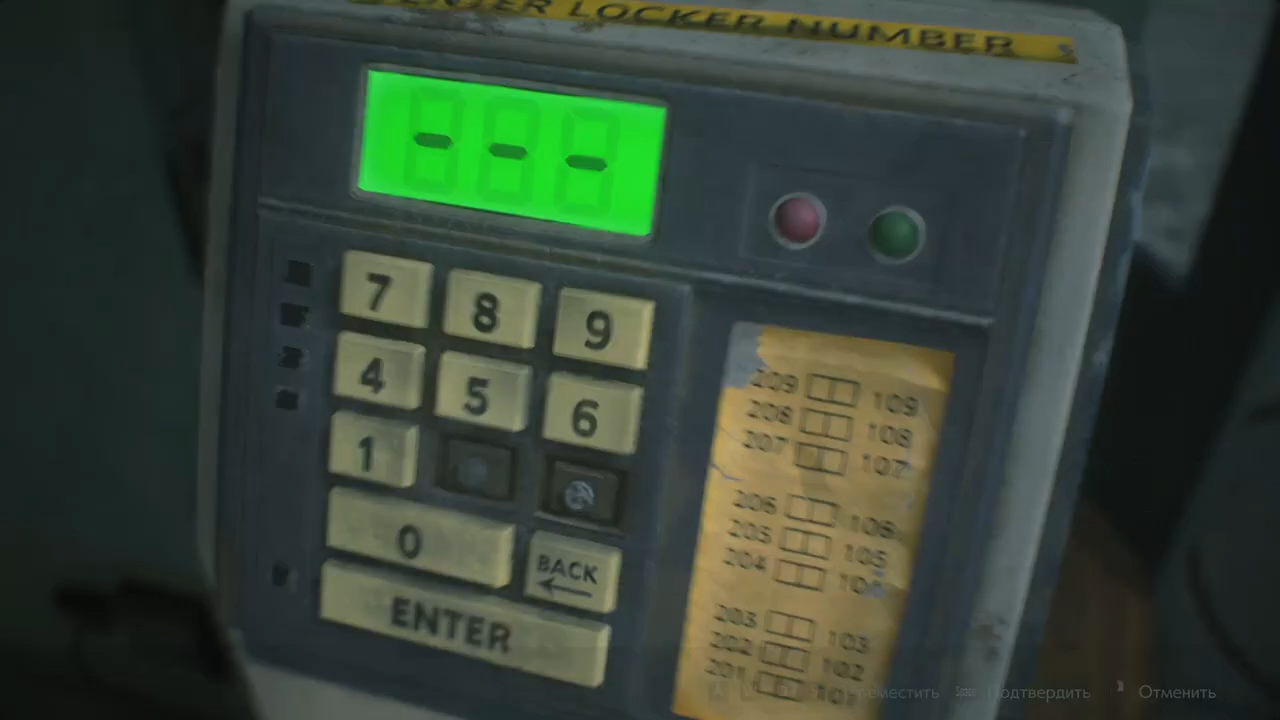 ENTER LOCKER NUMBER
- - -
7 8 9
4 5 6
1
0 BACK
ENTER
209 109
208 108
207 107
206 106
205 105
204
203 103
202 102
201 101
Подтвердить Отменить